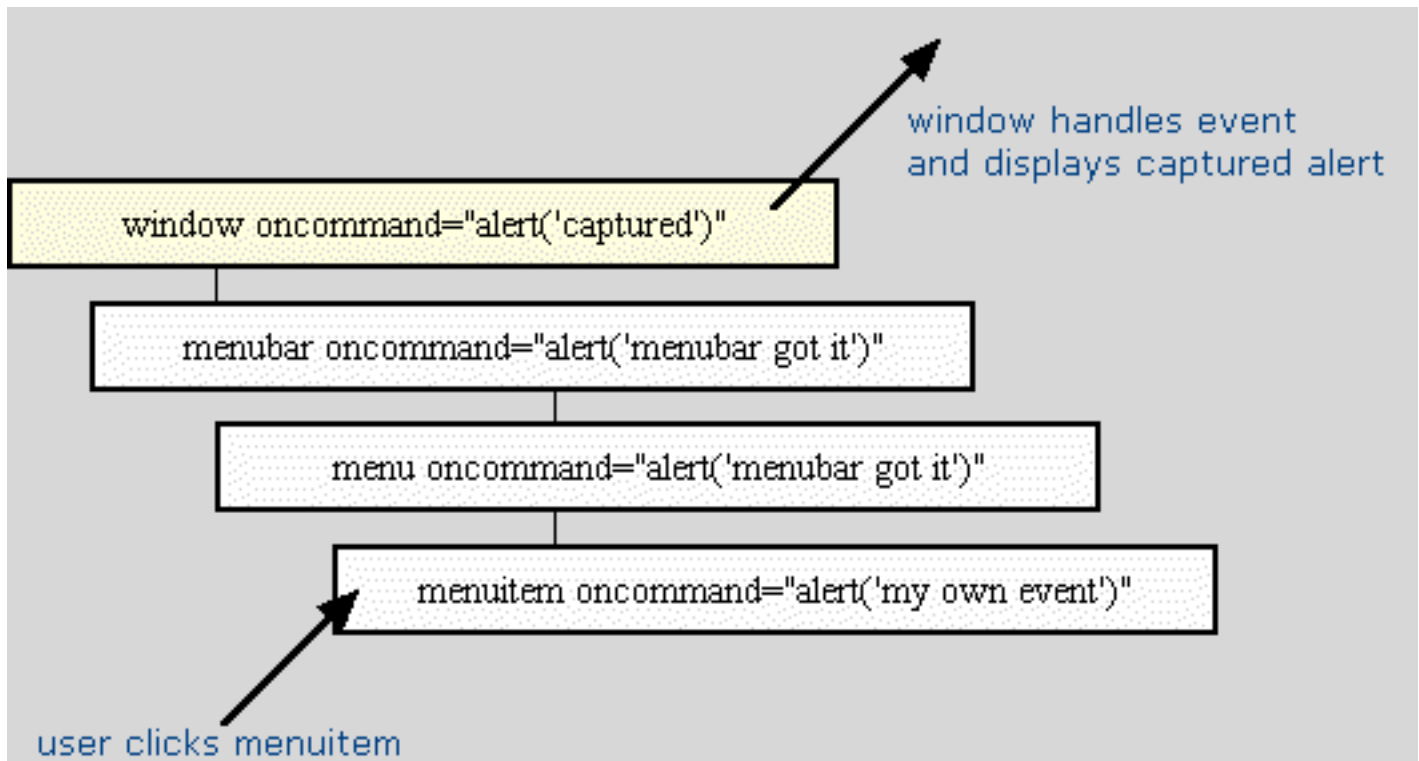 window handles event
and displays captured alert
window oncommand="alert('captured')"
menubar oncommand="alert('menubar got it')"
menu oncommand="alert('menubar got it')"
menuitem oncommand="alert('my own event')"
user clicks menuitem